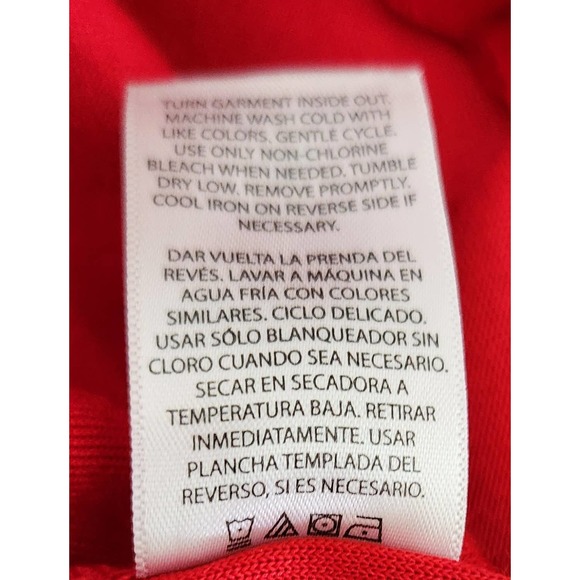 TURN GARMENT INSIDE OUT.
MACHINE WASH COLD WITH
LIKE COLORS. GENTLE CYCLE.
USE ONLY NON-CHLORINE
BLEACH WHEN NEEDED. TUMBLE
DRY LOW. REMOVE PROMPTLY.
COOL IRON ON REVERSE SIDE IF
NECESSARY.
DAR VUELTA LA PRENDA DEL
REVÉS. LAVAR A MÁQUINA EN
AGUA FRÍA CON COLORES
SIMILARES. CICLO DELICADO.
USAR SÓLO BLANQUEADOR SIN
CLORO CUANDO SEA NECESARIO.
SECAR EN SECADORA A
TEMPERATURA BAJA. RETIRAR
INMEDIATAMENTE. USAR
PLANCHA TEMPLADA DEL
REVERSO, SI ES NECESARIO.